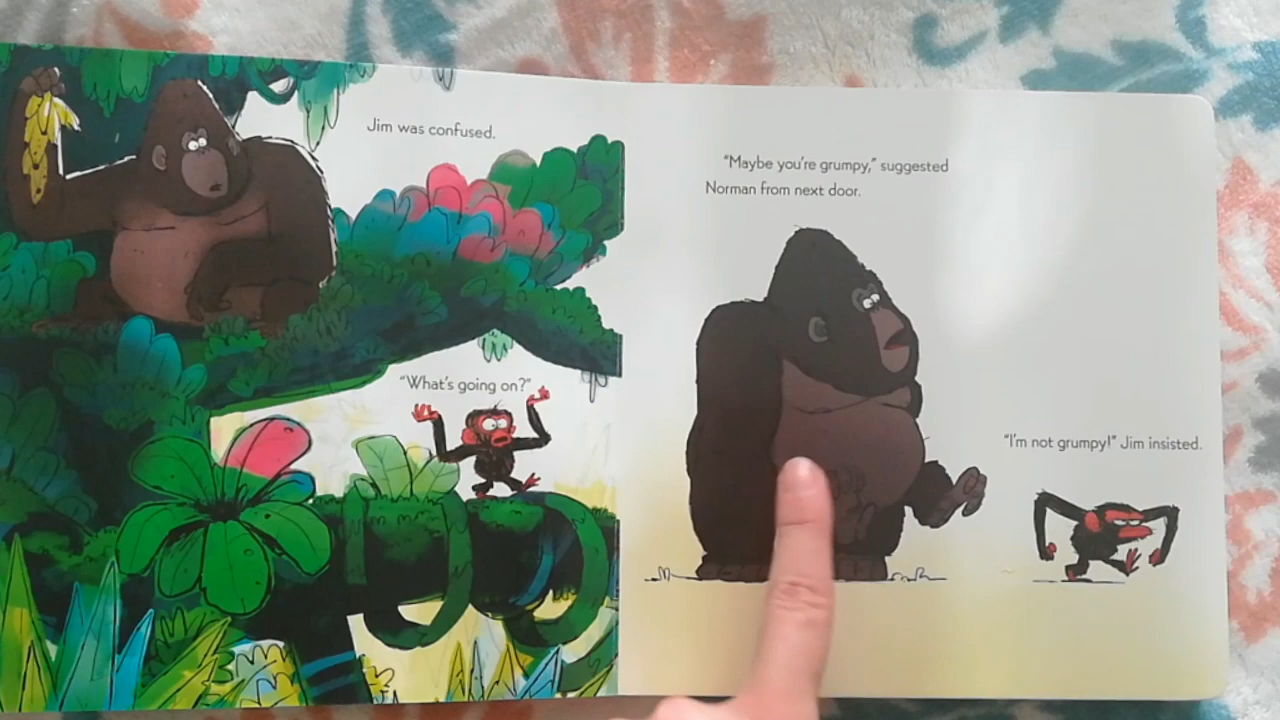 Jim was confused.
"What's going on?"
"Maybe you're grumpy," suggested
Norman from next door.
"I'm not grumpy!" Jim insisted.